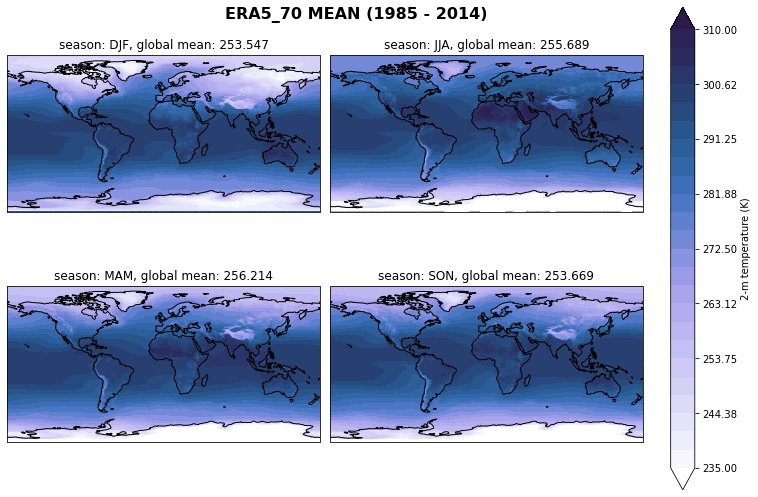 ERA5_70 MEAN (1985 - 2014)
season: DJF, global mean: 253.547
season: JJA, global mean: 255.689
season: MAM, global mean: 256.214
season: SON, global mean: 253.669
310.00
300.62
291.25
281.88
272.50
263.12
253.75
244.38
235.00
2-m temperature (K)